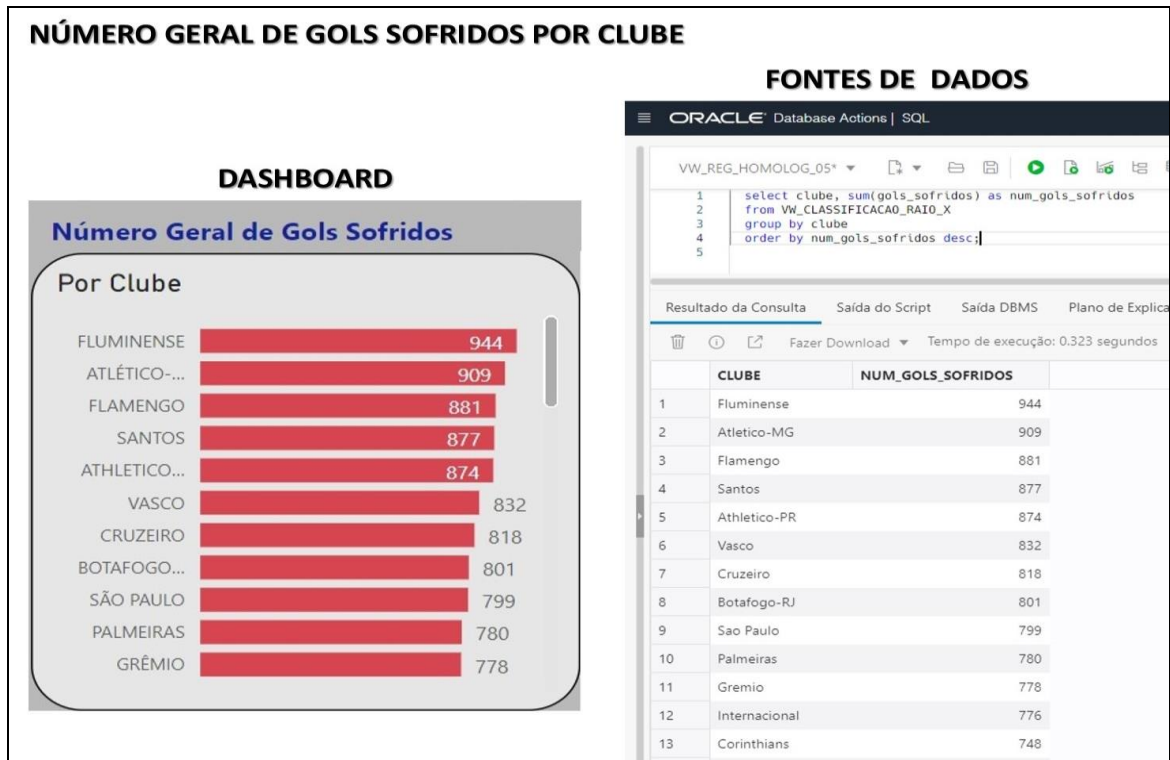 NÚMERO GERAL DE GOLS SOFRIDOS POR CLUBE
FONTES DE DADOS
DASHBOARD
Número Geral de Gols Sofridos
Por Clube
FLUMINENSE 944
ATLÉTICO-... 909
FLAMENGO 881
SANTOS 877
ATHLETICO... 874
VASCO 832
CRUZEIRO 818
BOTAFOGO... 801
SÃO PAULO 799
PALMEIRAS 780
GRÊMIO 778
ORACLE Database Actions | SQL
VW_REG_HOMOLOG_05*
1 select clube, sum(gols_sofridos) as num_gols_sofridos
2 from VW_CLASSIFICACAO_RAIO_X
3 group by clube
4 order by num_gols_sofridos desc;
5
Resultado da Consulta Saída do Script Saída DBMS Plano de Explica
Fazer Download Tempo de execução: 0.323 segundos
CLUBE NUM_GOLS_SOFRIDOS
1 Fluminense 944
2 Atletico-MG 909
3 Flamengo 881
4 Santos 877
5 Athletico-PR 874
6 Vasco 832
7 Cruzeiro 818
8 Botafogo-RJ 801
9 Sao Paulo 799
10 Palmeiras 780
11 Gremio 778
12 Internacional 776
13 Corinthians 748